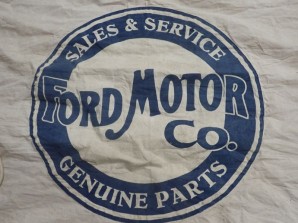 SALES & SERVICE
FORD MOTOR
CO.
GENUINE PARTS